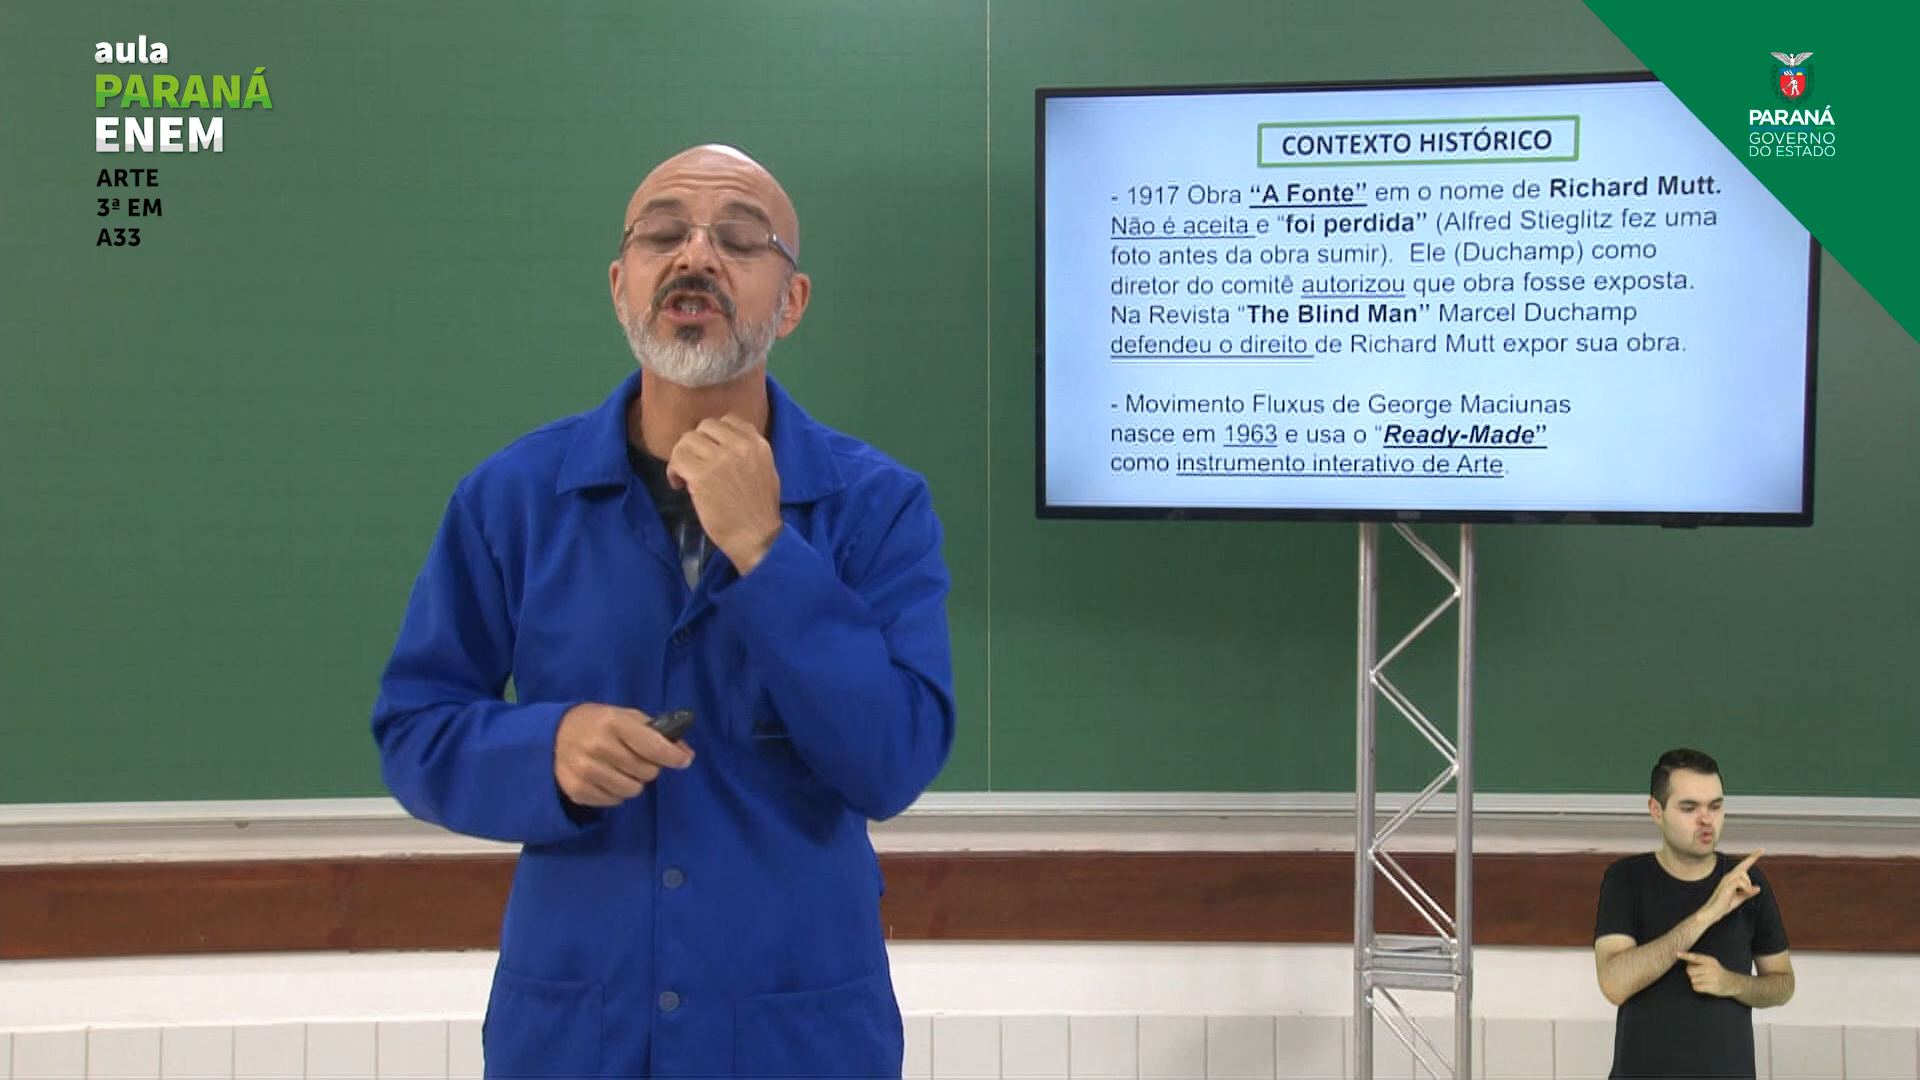 aula
PARANÁ
ENEM
ARTE
3ª EM
A33
CONTEXTO HISTÓRICO
- 1917 Obra “A Fonte” em o nome de Richard Mutt.
Não é aceita e “foi perdida” (Alfred Stieglitz fez uma
foto antes da obra sumir). Ele (Duchamp) como
diretor do comitê autorizou que obra fosse exposta.
Na Revista “The Blind Man” Marcel Duchamp
defendeu o direito de Richard Mutt expor sua obra.
- Movimento Fluxus de George Maciunas
nasce em 1963 e usa o “Ready-Made”
como instrumento interativo de Arte.
PARANÁ
GOVERNO
DO ESTADO